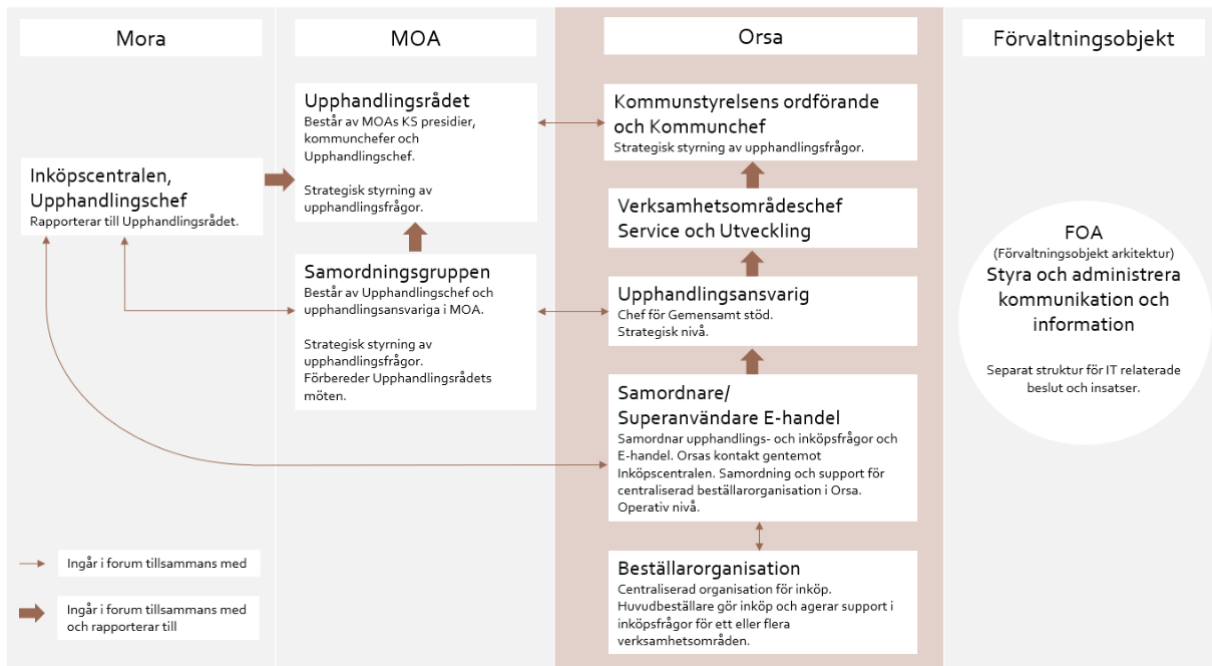 Mora
MOA
Orsa
Förvaltningsobjekt
Inköpscentralen,
Upphandlingschef
Rapporterar till Upphandlingsrådet.
Upphandlingsrådet
Består av MOAs KS presidier,
kommunchefer och
Upphandlingschef.
Strategisk styrning av
upphandlingsfrågor.
Samordningsgruppen
Består av Upphandlingschef och
upphandlingsansvariga i MOA.
Strategisk styrning av
upphandlingsfrågor.
Förbereder Upphandlingsrådets
möten.
Kommunstyrelsens ordförande
och Kommunchef
Strategisk styrning av upphandlingsfrågor.
Verksamhetsområdeschef
Service och Utveckling
Upphandlingsansvarig
Chef för Gemensamt stöd.
Strategisk nivå.
Samordnare/
Superanvändare E-handel
Samordnar upphandlings- och inköpsfrågor och
E-handel. Orsas kontakt gentemot
Inköpscentralen. Samordning och support för
centraliserad beställarorganisation i Orsa.
Operativ nivå.
Beställarorganisation
Centraliserad organisation för inköp.
Huvudbeställare gör inköp och agerar support i
inköpsfrågor för ett eller flera
verksamhetsområden.
FOA
(Förvaltningsobjekt arkitektur)
Styra och administrera
kommunikation och
information
Separat struktur för IT relaterade
beslut och insatser.
Ingår i forum tillsammans med
Ingår i forum tillsammans med
och rapporterar till